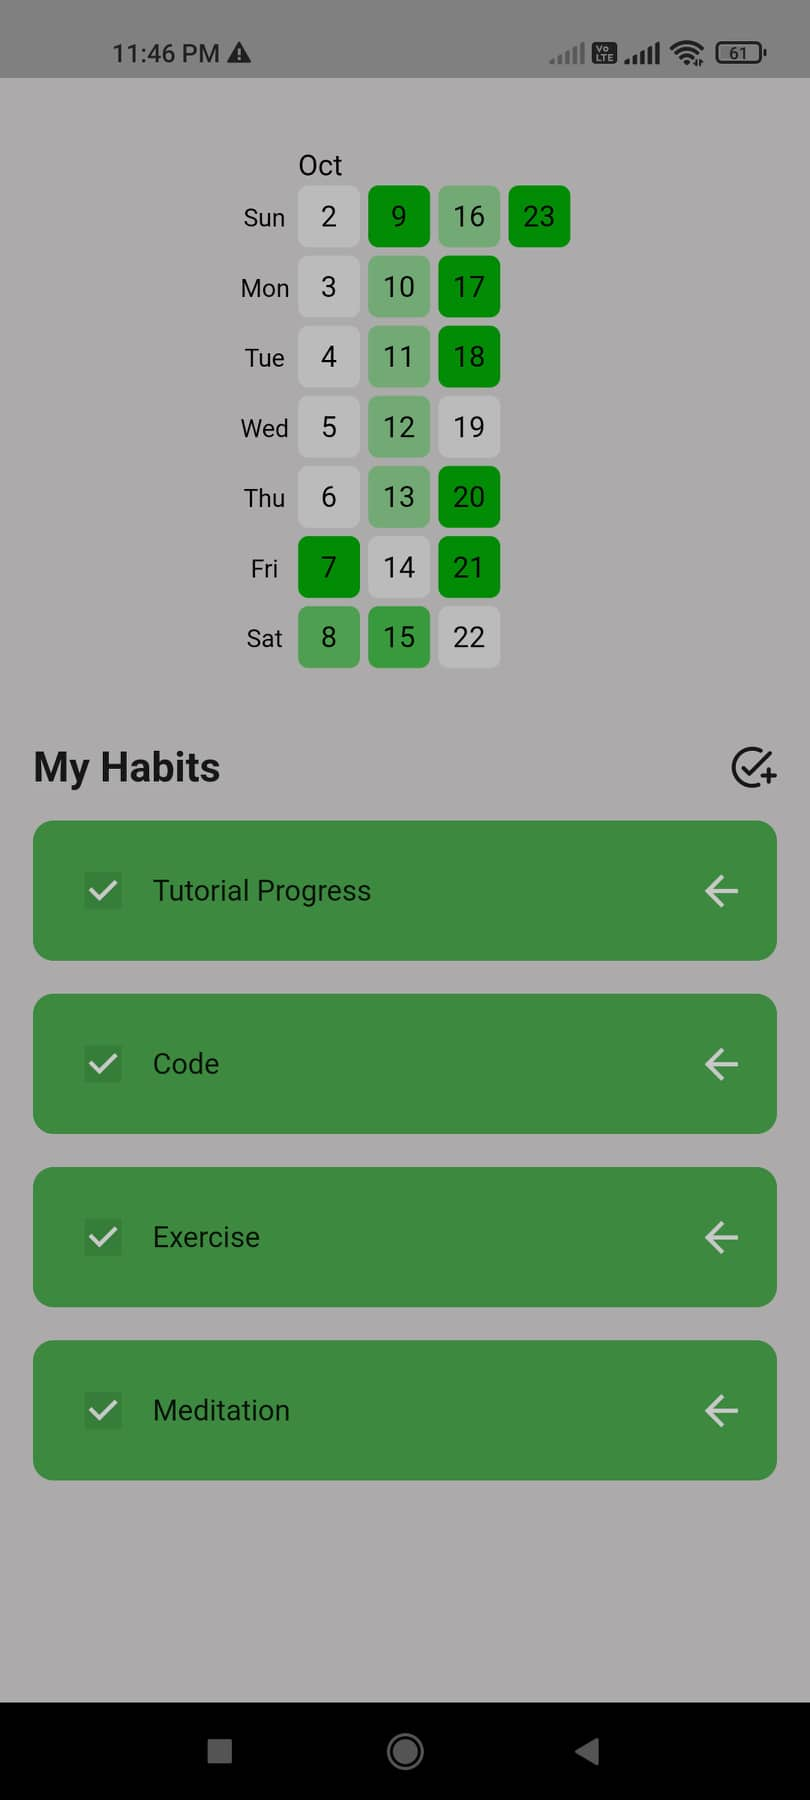 11:46 PM
Vo LTE
61
Oct
Sun 2 9 16 23
Mon 3 10 17
Tue 4 11 18
Wed 5 12 19
Thu 6 13 20
Fri 7 14 21
Sat 8 15 22
My Habits
Tutorial Progress
Code
Exercise
Meditation